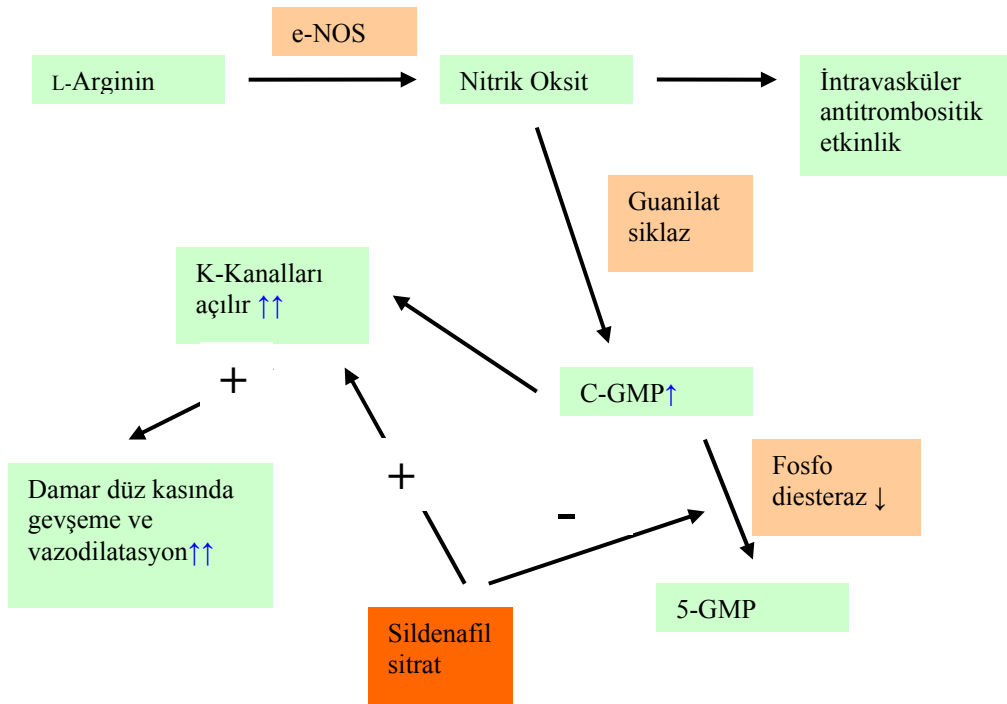 e-NOS
L-Arginin
Nitrik Oksit
İntravasküler
antitrombositik
etkinlik
Guanilat
siklaz
K-Kanalları
açılır ↑↑
+
C-GMP↑
Damar düz kasında
gevşeme ve
vazodilatasyon↑↑
+
-
Fosfo
diesteraz ↓
5-GMP
Sildenafil
sitrat